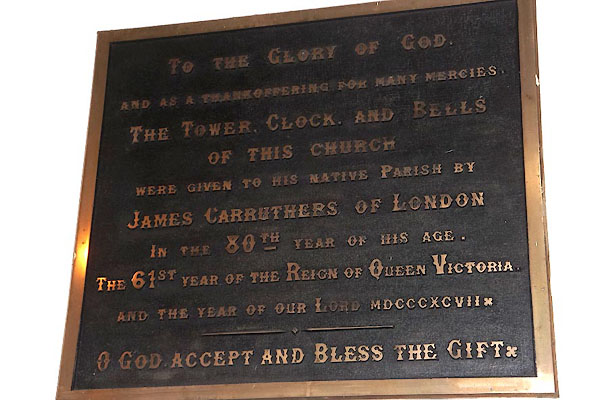 To the Glory of God.
and as a thankoffering for many mercies.
The Tower, Clock, and Bells
of this church
were given to his native Parish by
James Carruthers of London
In the 80th year of his age.
The 61st year of the Reign of Queen Victoria.
and the year of our Lord MDCCCXCVII
O God accept and Bless the Gift